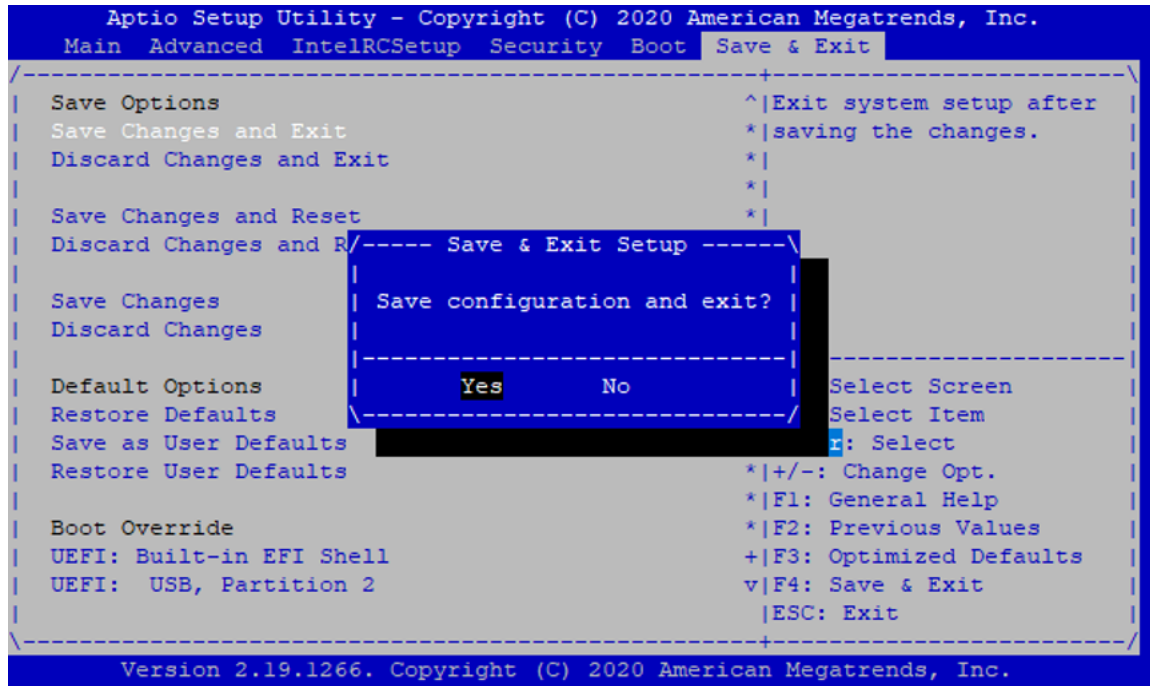 Aptio Setup Utility - Copyright (C) 2020 American Megatrends, Inc.
Main Advanced IntelRCSetup Security Boot Save & Exit
Save Options
Save Changes and Exit
Discard Changes and Exit
Save Changes and Reset
Discard Changes and R
Save Changes
Discard Changes
Default Options
Restore Defaults
Save as User Defaults
Restore User Defaults
Boot Override
UEFI: Built-in EFI Shell
UEFI: USB, Partition 2
Save & Exit Setup
Save configuration and exit?
Yes No
Exit system setup after
saving the changes.
Select Screen
Select Item
r: Select
+/-: Change Opt.
F1: General Help
F2: Previous Values
F3: Optimized Defaults
F4: Save & Exit
ESC: Exit
Version 2.19.1266. Copyright (C) 2020 American Megatrends, Inc.